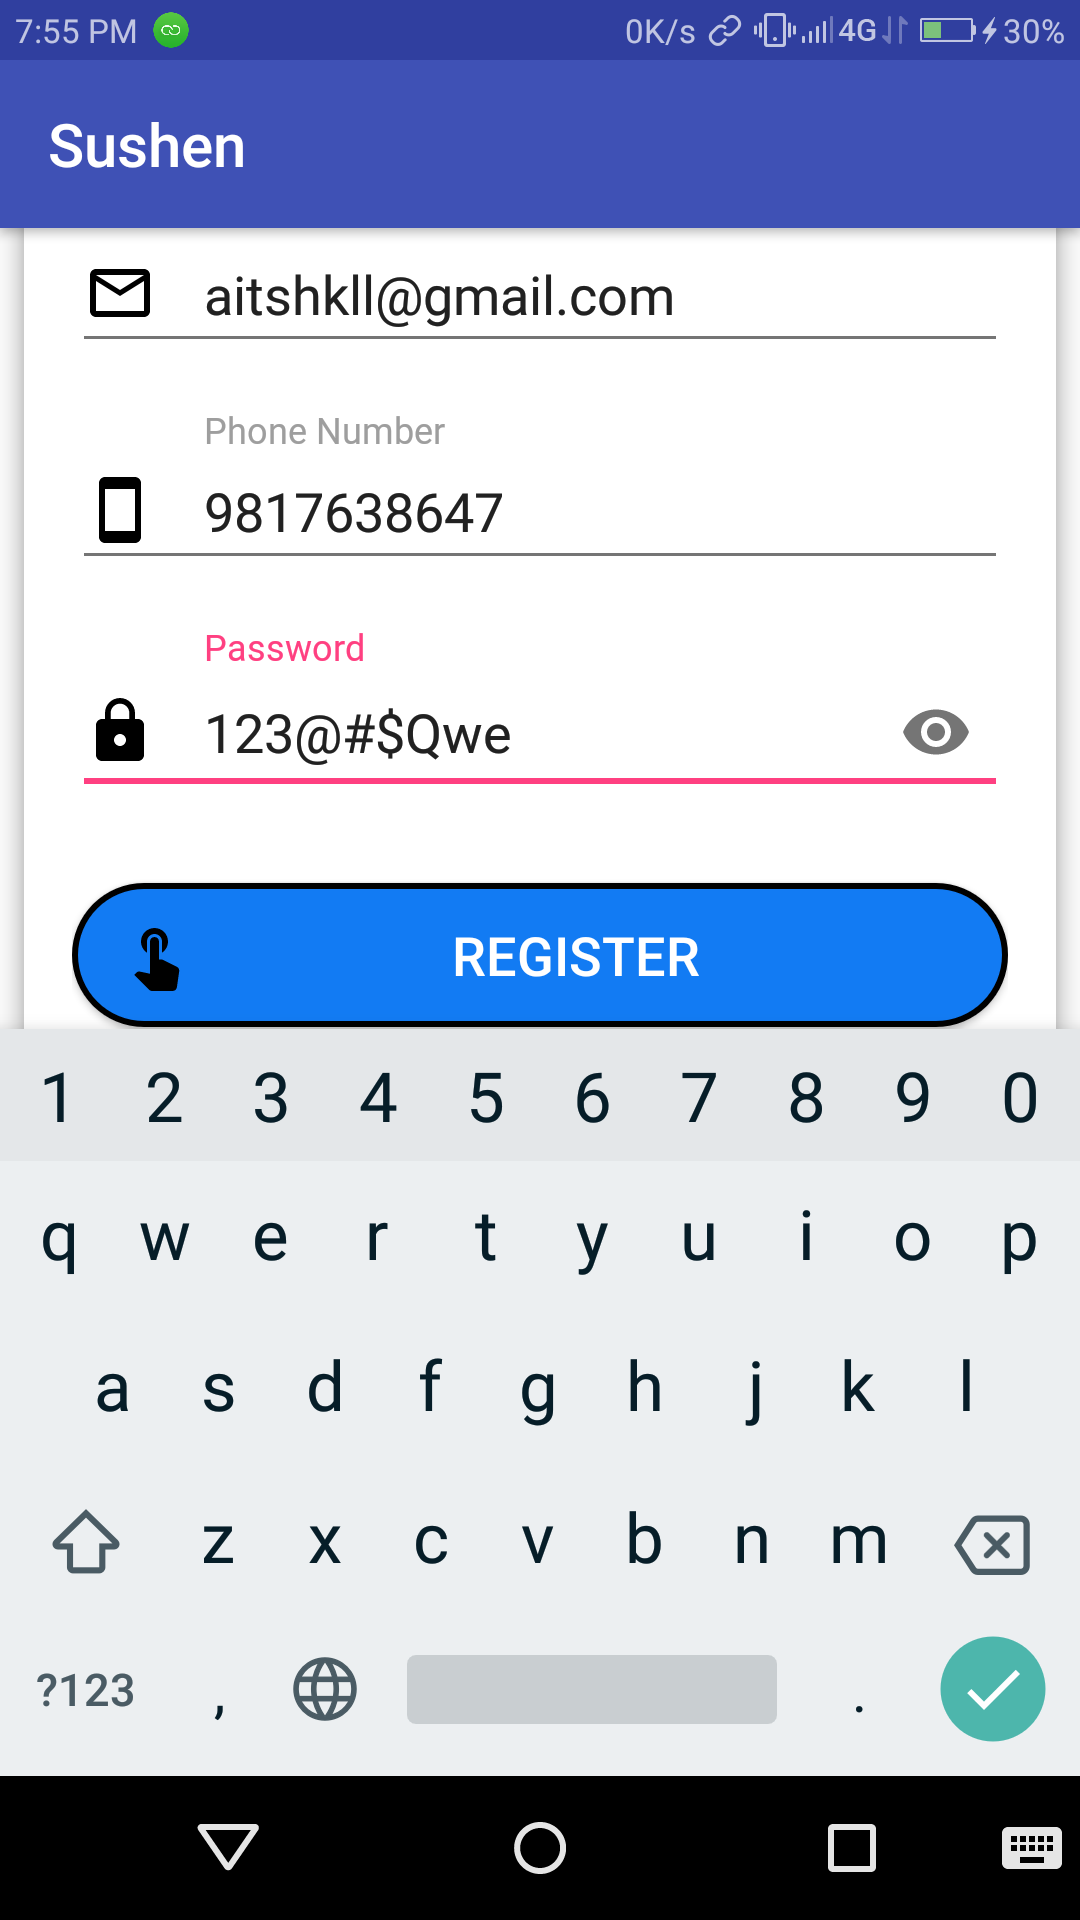 7:55 PM 0K/s 4G 30%
Sushen
aitshkll@gmail.com
Phone Number
9817638647
Password
123@#$Qwe
REGISTER
1 2 3 4 5 6 7 8 9 0
q w e r t y u i o p
a s d f g h j k l
z x c v b n m
?123 , .